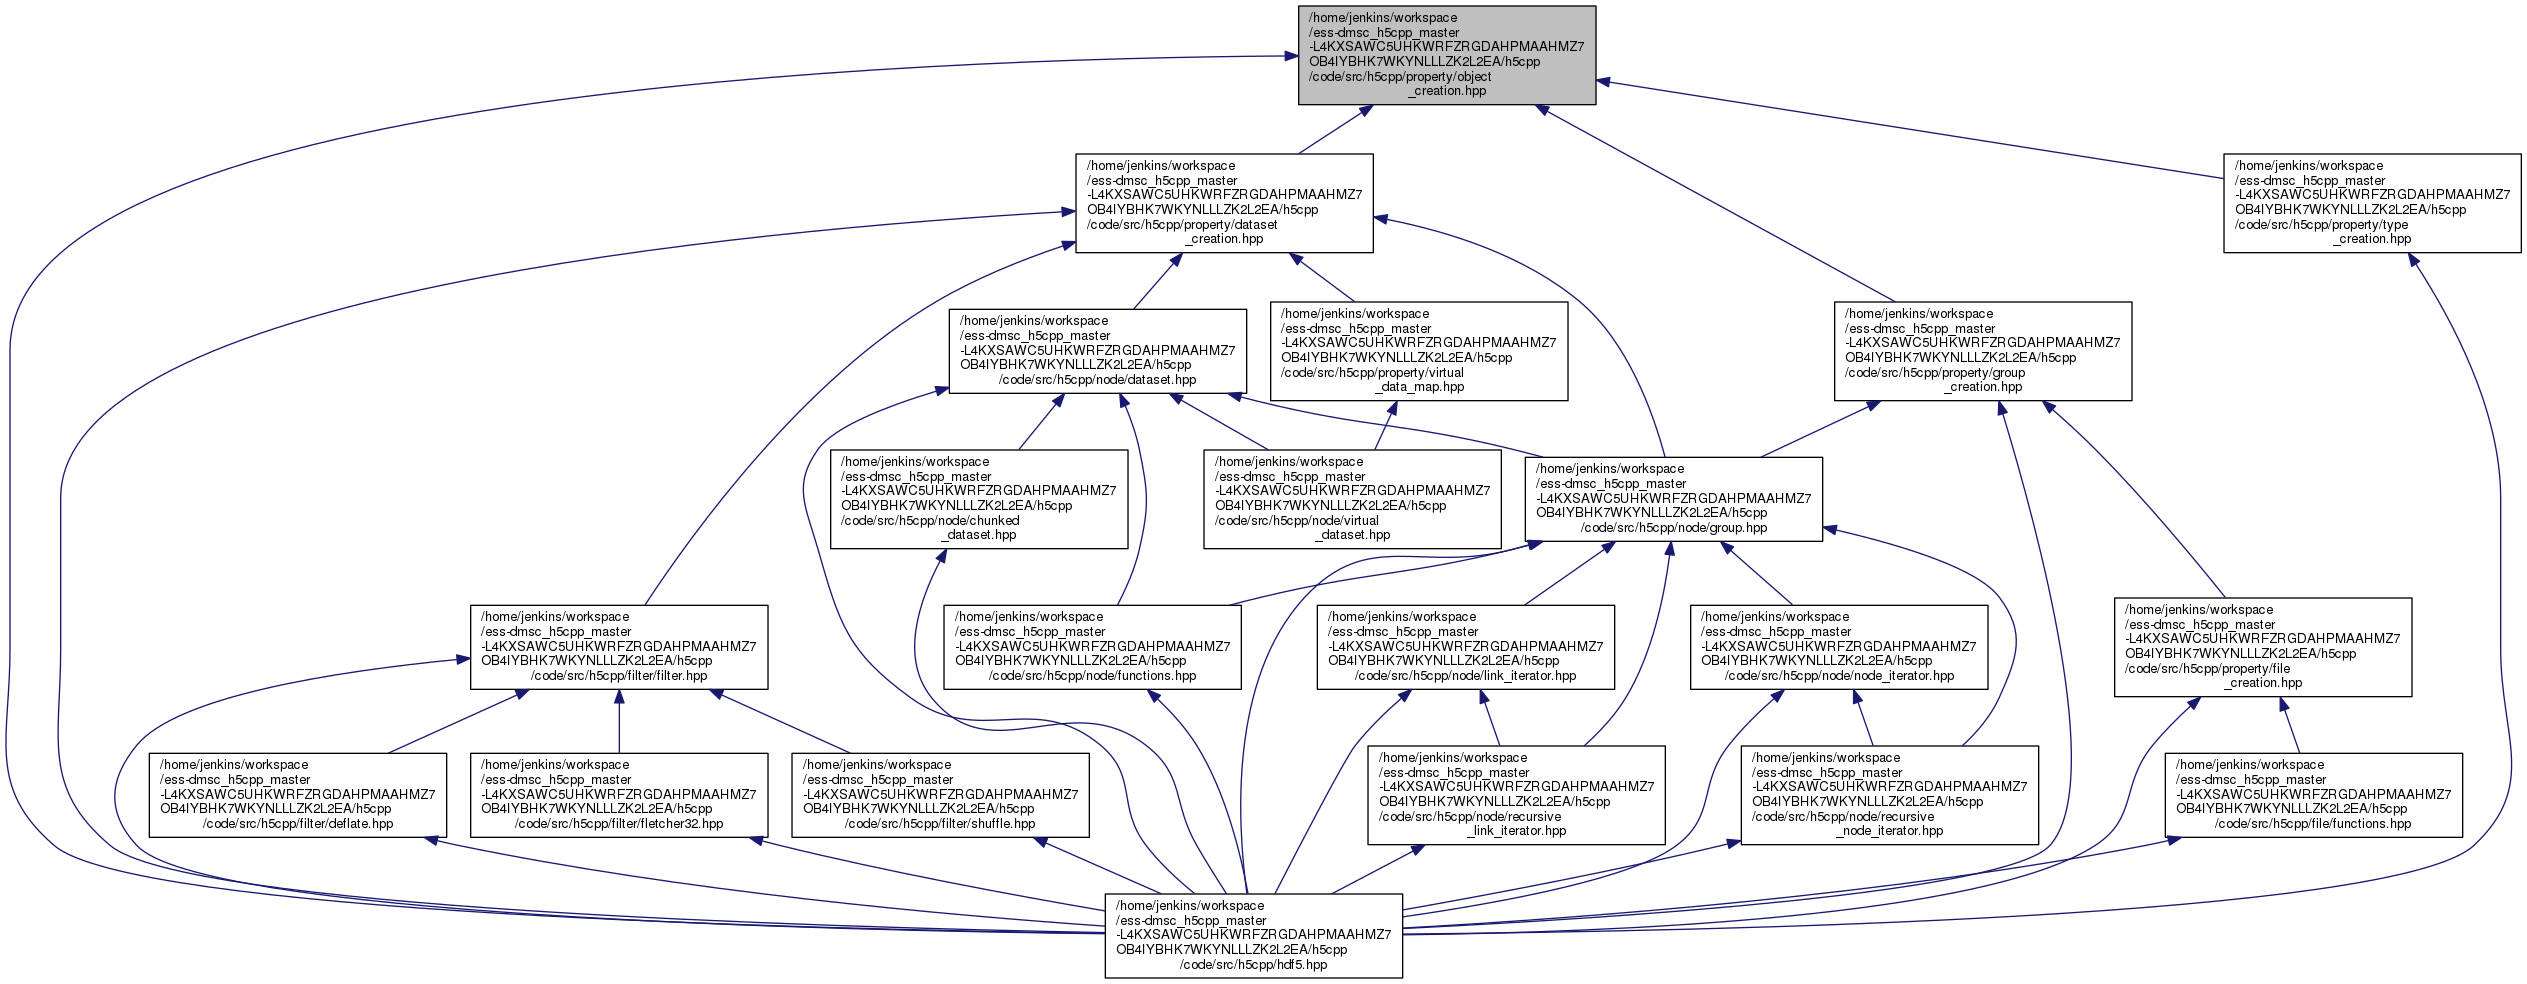 /home/jenkins/workspace
/ess-dmsc_h5cpp_master
-L4KXSAWC5UHKWRFZRGDAHPMAAHMZ7
OB4IYBHK7WKYNLLLZK2L2EA/h5cpp
/code/src/h5cpp/property/object
_creation.hpp
/home/jenkins/workspace
/ess-dmsc_h5cpp_master
-L4KXSAWC5UHKWRFZRGDAHPMAAHMZ7
OB4IYBHK7WKYNLLLZK2L2EA/h5cpp
/code/src/h5cpp/property/dataset
_creation.hpp
/home/jenkins/workspace
/ess-dmsc_h5cpp_master
-L4KXSAWC5UHKWRFZRGDAHPMAAHMZ7
OB4IYBHK7WKYNLLLZK2L2EA/h5cpp
/code/src/h5cpp/property/type
_creation.hpp
/home/jenkins/workspace
/ess-dmsc_h5cpp_master
-L4KXSAWC5UHKWRFZRGDAHPMAAHMZ7
OB4IYBHK7WKYNLLLZK2L2EA/h5cpp
/code/src/h5cpp/node/dataset.hpp
/home/jenkins/workspace
/ess-dmsc_h5cpp_master
-L4KXSAWC5UHKWRFZRGDAHPMAAHMZ7
OB4IYBHK7WKYNLLLZK2L2EA/h5cpp
/code/src/h5cpp/property/virtual
_data_map.hpp
/home/jenkins/workspace
/ess-dmsc_h5cpp_master
-L4KXSAWC5UHKWRFZRGDAHPMAAHMZ7
OB4IYBHK7WKYNLLLZK2L2EA/h5cpp
/code/src/h5cpp/property/group
_creation.hpp
/home/jenkins/workspace
/ess-dmsc_h5cpp_master
-L4KXSAWC5UHKWRFZRGDAHPMAAHMZ7
OB4IYBHK7WKYNLLLZK2L2EA/h5cpp
/code/src/h5cpp/node/chunked
_dataset.hpp
/home/jenkins/workspace
/ess-dmsc_h5cpp_master
-L4KXSAWC5UHKWRFZRGDAHPMAAHMZ7
OB4IYBHK7WKYNLLLZK2L2EA/h5cpp
/code/src/h5cpp/node/virtual
_dataset.hpp
/home/jenkins/workspace
/ess-dmsc_h5cpp_master
-L4KXSAWC5UHKWRFZRGDAHPMAAHMZ7
OB4IYBHK7WKYNLLLZK2L2EA/h5cpp
/code/src/h5cpp/node/group.hpp
/home/jenkins/workspace
/ess-dmsc_h5cpp_master
-L4KXSAWC5UHKWRFZRGDAHPMAAHMZ7
OB4IYBHK7WKYNLLLZK2L2EA/h5cpp
/code/src/h5cpp/filter/filter.hpp
/home/jenkins/workspace
/ess-dmsc_h5cpp_master
-L4KXSAWC5UHKWRFZRGDAHPMAAHMZ7
OB4IYBHK7WKYNLLLZK2L2EA/h5cpp
/code/src/h5cpp/node/functions.hpp
/home/jenkins/workspace
/ess-dmsc_h5cpp_master
-L4KXSAWC5UHKWRFZRGDAHPMAAHMZ7
OB4IYBHK7WKYNLLLZK2L2EA/h5cpp
/code/src/h5cpp/node/link_iterator.hpp
/home/jenkins/workspace
/ess-dmsc_h5cpp_master
-L4KXSAWC5UHKWRFZRGDAHPMAAHMZ7
OB4IYBHK7WKYNLLLZK2L2EA/h5cpp
/code/src/h5cpp/node/node_iterator.hpp
/home/jenkins/workspace
/ess-dmsc_h5cpp_master
-L4KXSAWC5UHKWRFZRGDAHPMAAHMZ7
OB4IYBHK7WKYNLLLZK2L2EA/h5cpp
/code/src/h5cpp/property/file
_creation.hpp
/home/jenkins/workspace
/ess-dmsc_h5cpp_master
-L4KXSAWC5UHKWRFZRGDAHPMAAHMZ7
OB4IYBHK7WKYNLLLZK2L2EA/h5cpp
/code/src/h5cpp/filter/deflate.hpp
/home/jenkins/workspace
/ess-dmsc_h5cpp_master
-L4KXSAWC5UHKWRFZRGDAHPMAAHMZ7
OB4IYBHK7WKYNLLLZK2L2EA/h5cpp
/code/src/h5cpp/filter/fletcher32.hpp
/home/jenkins/workspace
/ess-dmsc_h5cpp_master
-L4KXSAWC5UHKWRFZRGDAHPMAAHMZ7
OB4IYBHK7WKYNLLLZK2L2EA/h5cpp
/code/src/h5cpp/filter/shuffle.hpp
/home/jenkins/workspace
/ess-dmsc_h5cpp_master
-L4KXSAWC5UHKWRFZRGDAHPMAAHMZ7
OB4IYBHK7WKYNLLLZK2L2EA/h5cpp
/code/src/h5cpp/node/recursive
_link_iterator.hpp
/home/jenkins/workspace
/ess-dmsc_h5cpp_master
-L4KXSAWC5UHKWRFZRGDAHPMAAHMZ7
OB4IYBHK7WKYNLLLZK2L2EA/h5cpp
/code/src/h5cpp/node/recursive
_node_iterator.hpp
/home/jenkins/workspace
/ess-dmsc_h5cpp_master
-L4KXSAWC5UHKWRFZRGDAHPMAAHMZ7
OB4IYBHK7WKYNLLLZK2L2EA/h5cpp
/code/src/h5cpp/file/functions.hpp
/home/jenkins/workspace
/ess-dmsc_h5cpp_master
-L4KXSAWC5UHKWRFZRGDAHPMAAHMZ7
OB4IYBHK7WKYNLLLZK2L2EA/h5cpp
/code/src/h5cpp/hdf5.hpp